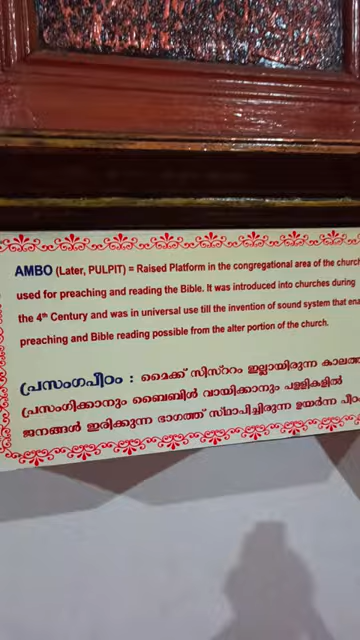 AMBO (Later, PULPIT) = Raised Platform in the congregational area of the church
used for preaching and reading the Bible. It was introduced into churches during
the 4th Century and was in universal use till the invention of sound system that
preaching and Bible reading possible from the alter portion of the church.
പ്രസംഗപീഠം : മൈക്ക് സിസ്ററം ഇല്ലായിരുന്ന
പ്രസംഗിക്കാനും ബൈബിൾ വായിക്കാനും പള്ളികളിൽ
ജനങ്ങൾ ഇരിക്കുന്ന ഭാഗത്ത് സ്ഥാപിച്ചിരുന്ന ഉയർന്ന